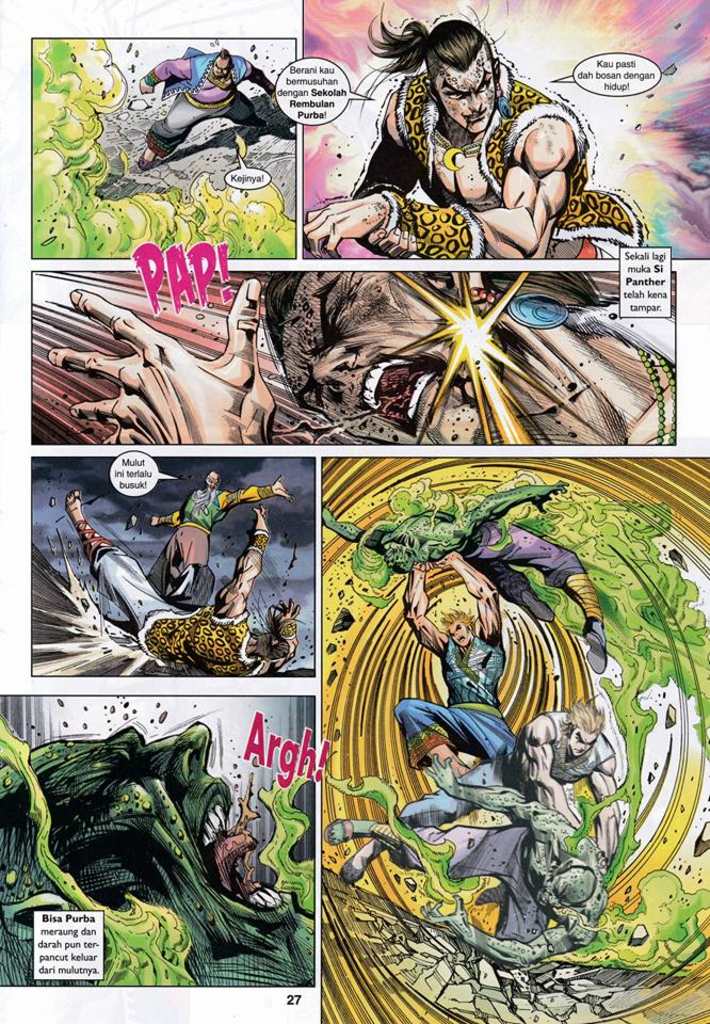 Kejinya!
Berani kau
bermusuhan
dengan Sekolah
Rembulan
Purba!
Kau pasti
dah bosan dengan
hidup!
PAP!
Sekali lagi
muka Si
Panther
telah kena
tampar.
Mulut
ini terlalu
busuk!
Argh!
Bisa Purba
meraung dan
darah pun ter-
pancut keluar
dari mulutnya.
27